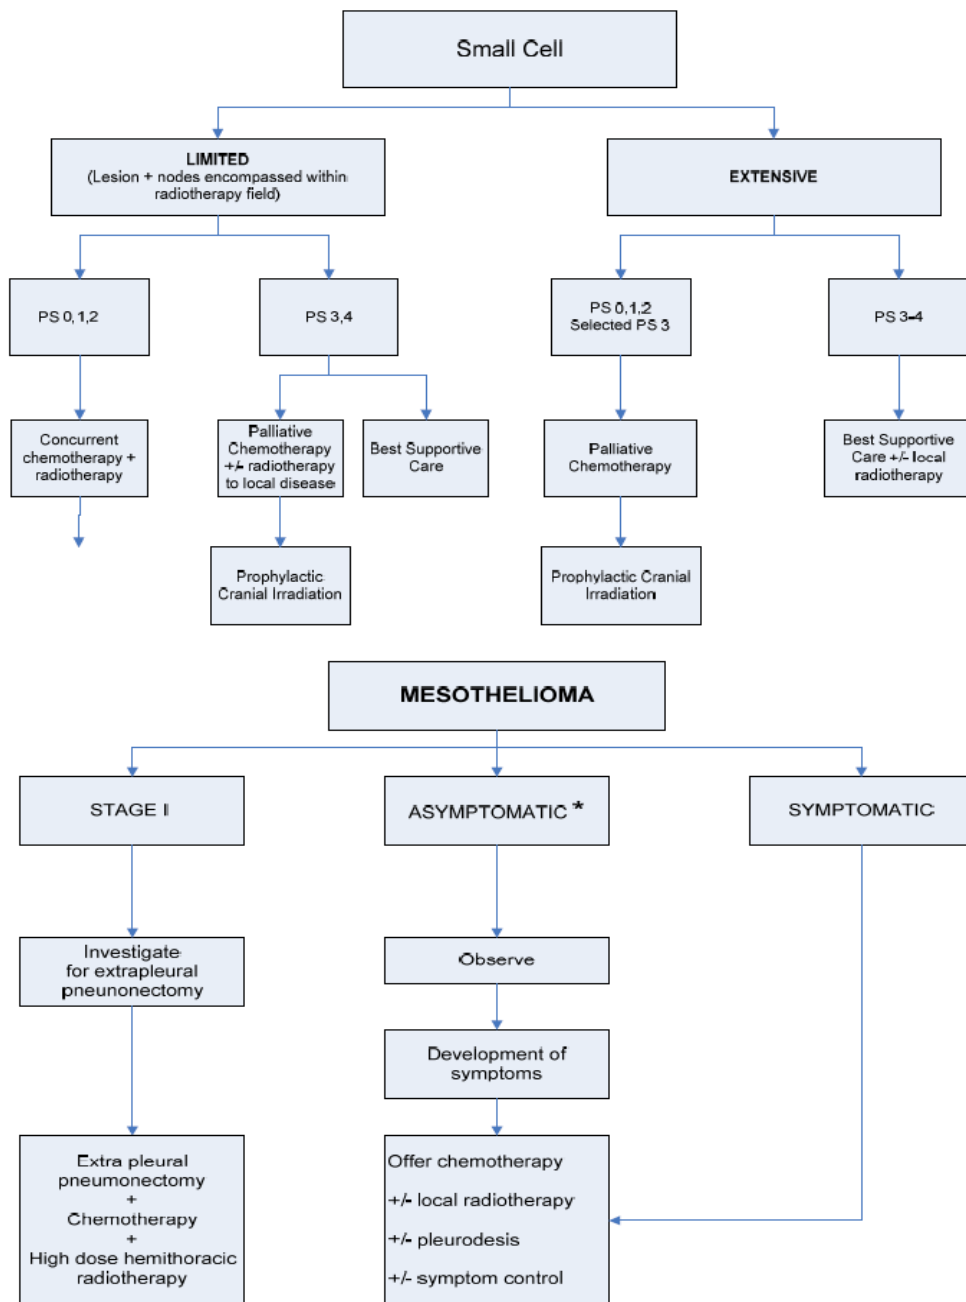 Small Cell
LIMITED
(Lesion + nodes encompassed within
radiotherapy field)
EXTENSIVE
PS 0,1,2
PS 3,4
PS 0,1,2
Selected PS 3
PS 3-4
Concurrent
chemotherapy +
radiotherapy
Palliative
Chemotherapy
+/- radiotherapy
to local disease
Best Supportive
Care
Palliative
Chemotherapy
Best Supportive
Care +/- local
radiotherapy
Prophylactic
Cranial Irradiation
Prophylactic Cranial
Irradiation
MESOTHELIOMA
STAGE I
ASYMPTOMATIC *
SYMPTOMATIC
Investigate
for extrapleural
pneunonectomy
Observe
Development of
symptoms
Extra pleural
pneumonectomy
+
Chemotherapy
+
High dose hemithoracic
radiotherapy
Offer chemotherapy
+/- local radiotherapy
+/- pleurodesis
+/- symptom control